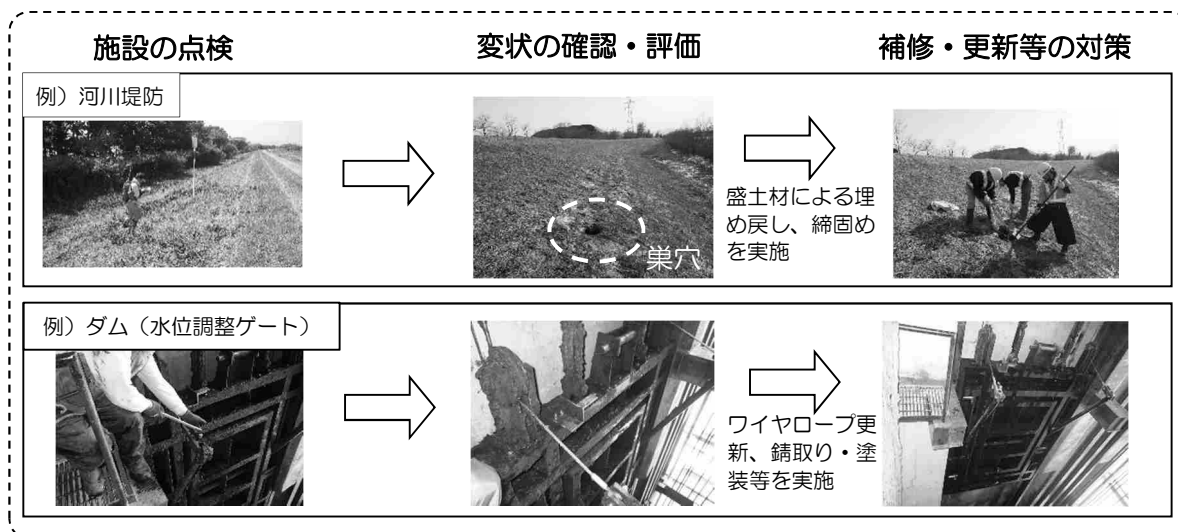 施設の点検
変状の確認・評価
補修・更新等の対策
例）河川堤防
巣穴
盛土材による埋
め戻し、締固め
を実施
例）ダム（水位調整ゲート）
ワイヤロープ更
新、錆取り・塗
装等を実施